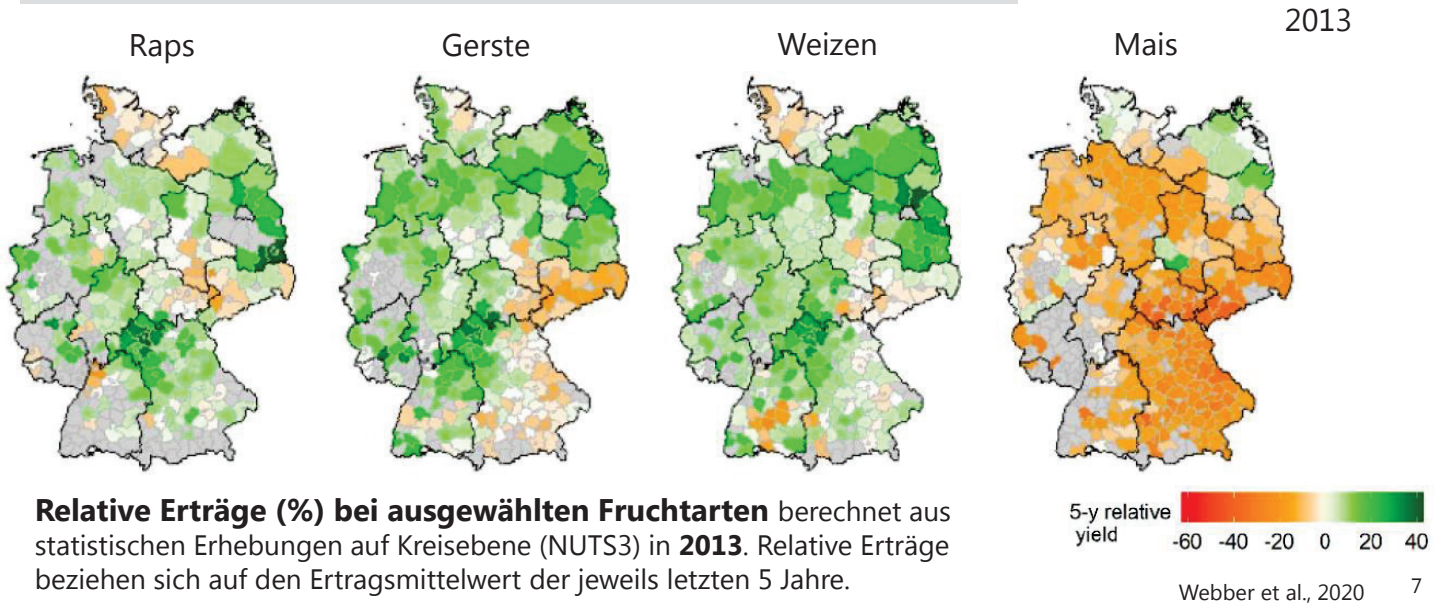 2013
Raps
Gerste
Weizen
Mais
Relative Erträge (%) bei ausgewählten Fruchtarten berechnet aus
statistischen Erhebungen auf Kreisebene (NUTS3) in 2013. Relative Erträge
beziehen sich auf den Ertragsmittelwert der jeweils letzten 5 Jahre.
5-y relative
yield
-60 -40 -20 0 20 40
Webber et al., 2020
7